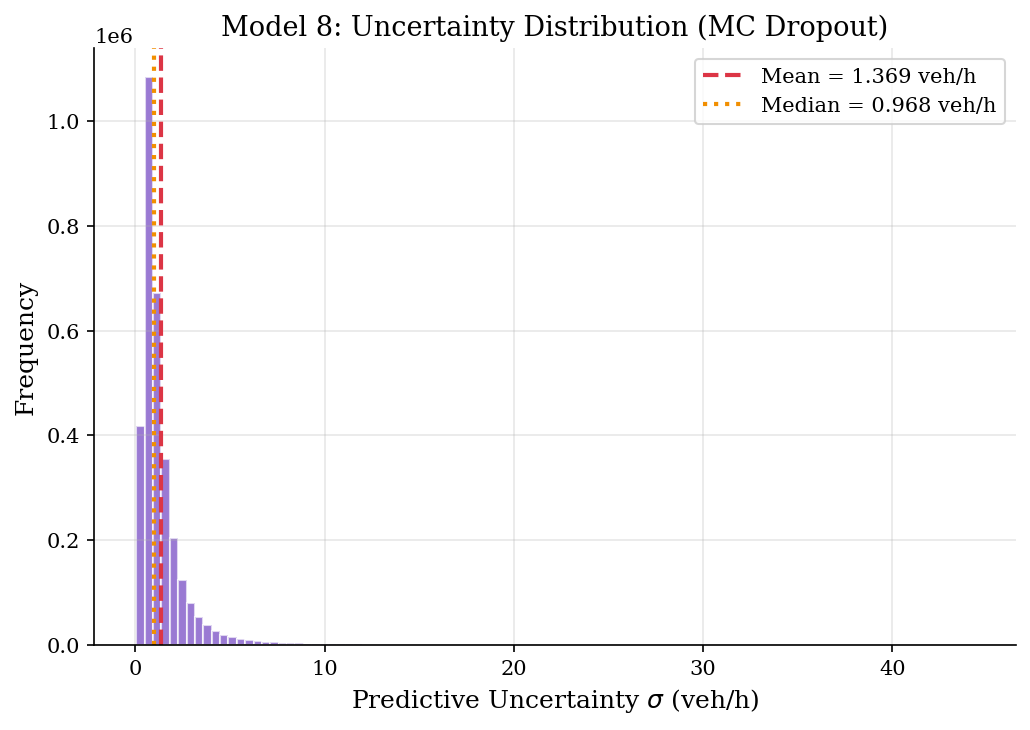 Model 8: Uncertainty Distribution (MC Dropout)
1e6
Mean = 1.369 veh/h
Median = 0.968 veh/h
1.0
0.8
0.6
0.4
0.2
0.0
Frequency
0 10 20 30 40
Predictive Uncertainty σ (veh/h)